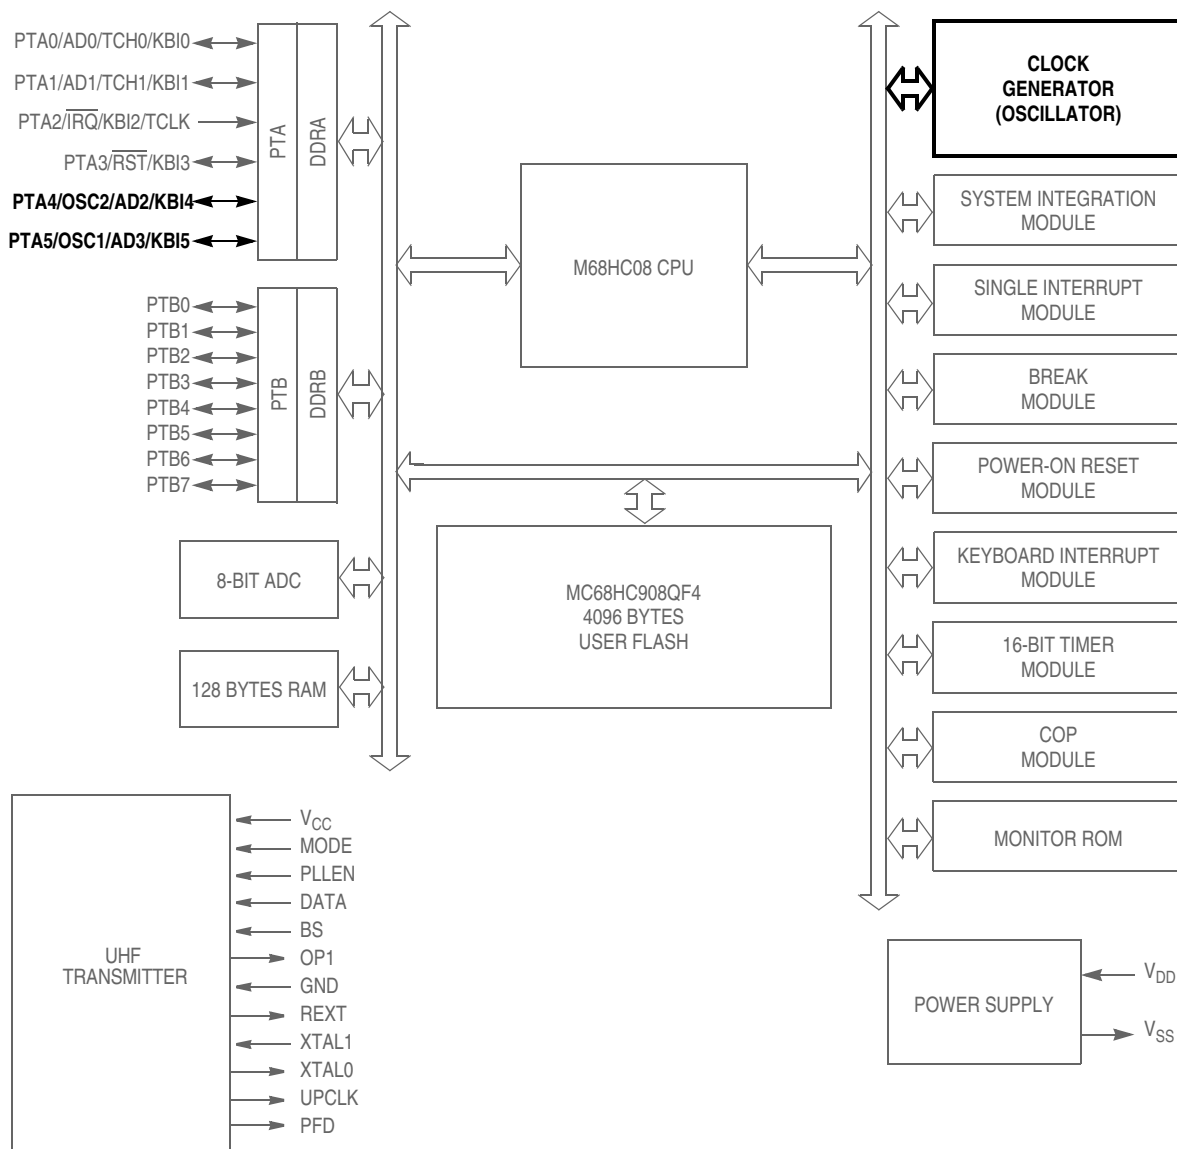 PTA0/AD0/TCH0/KBI0
PTA1/AD1/TCH1/KBI1
PTA2/IRQ/KBI2/TCLK
PTA3/RST/KBI3
PTA4/OSC2/AD2/KBI4
PTA5/OSC1/AD3/KBI5
PTA
DDRA
PTB0
PTB1
PTB2
PTB3
PTB4
PTB5
PTB6
PTB7
PTB
DDRB
8-BIT ADC
128 BYTES RAM
M68HC08 CPU
MC68HC908QF4
4096 BYTES
USER FLASH
CLOCK
GENERATOR
(OSCILLATOR)
SYSTEM INTEGRATION
MODULE
SINGLE INTERRUPT
MODULE
BREAK
MODULE
POWER-ON RESET
MODULE
KEYBOARD INTERRUPT
MODULE
16-BIT TIMER
MODULE
COP
MODULE
MONITOR ROM
UHF
TRANSMITTER
VCC
MODE
PLLEN
DATA
BS
OP1
GND
REXT
XTAL1
XTAL0
UPCLK
PFD
POWER SUPPLY
VDD
VSS